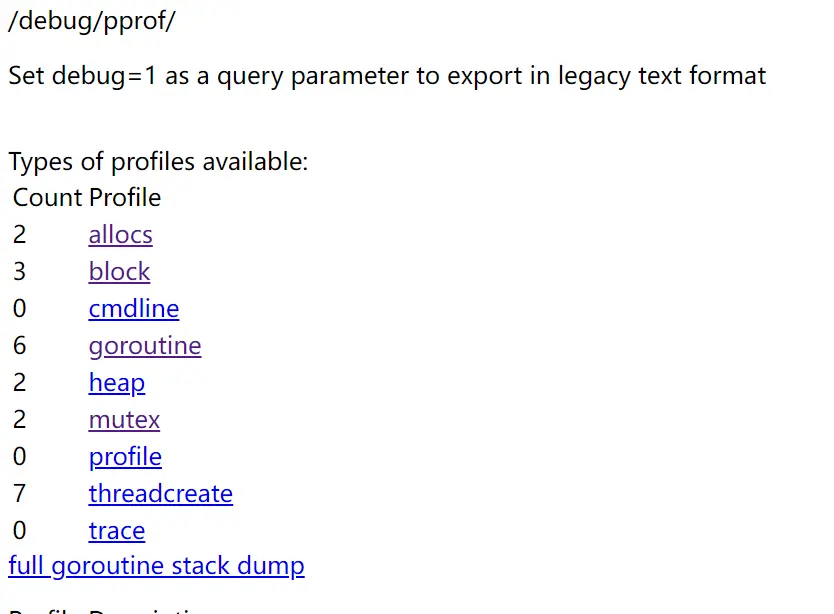 /debug/pprof/
Set debug=1 as a query parameter to export in legacy text format
Types of profiles available:
Count Profile
2 allocs
3 block
0 cmdline
6 goroutine
2 heap
2 mutex
0 profile
7 threadcreate
0 trace
full goroutine stack dump